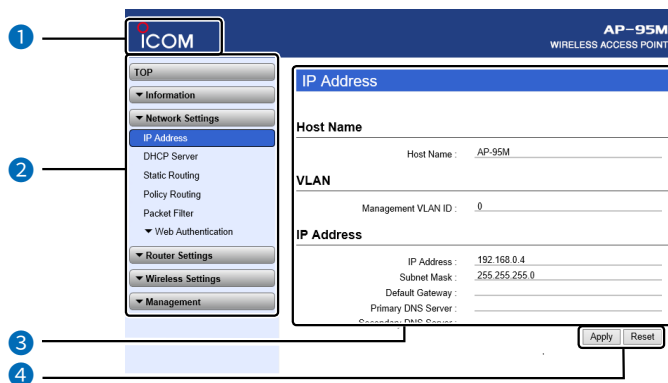 1
ICOM
AP-95M
WIRELESS ACCESS POINT
2
TOP
Information
Network Settings
IP Address
DHCP Server
Static Routing
Policy Routing
Packet Filter
Web Authentication
Router Settings
Wireless Settings
Management
IP Address
Host Name
Host Name : AP-95M
VLAN
Management VLAN ID : 0
IP Address
IP Address : 192.168.0.4
Subnet Mask : 255.255.255.0
Default Gateway :
Primary DNS Server :
Secondary DNS Server :
3
Apply Reset
4